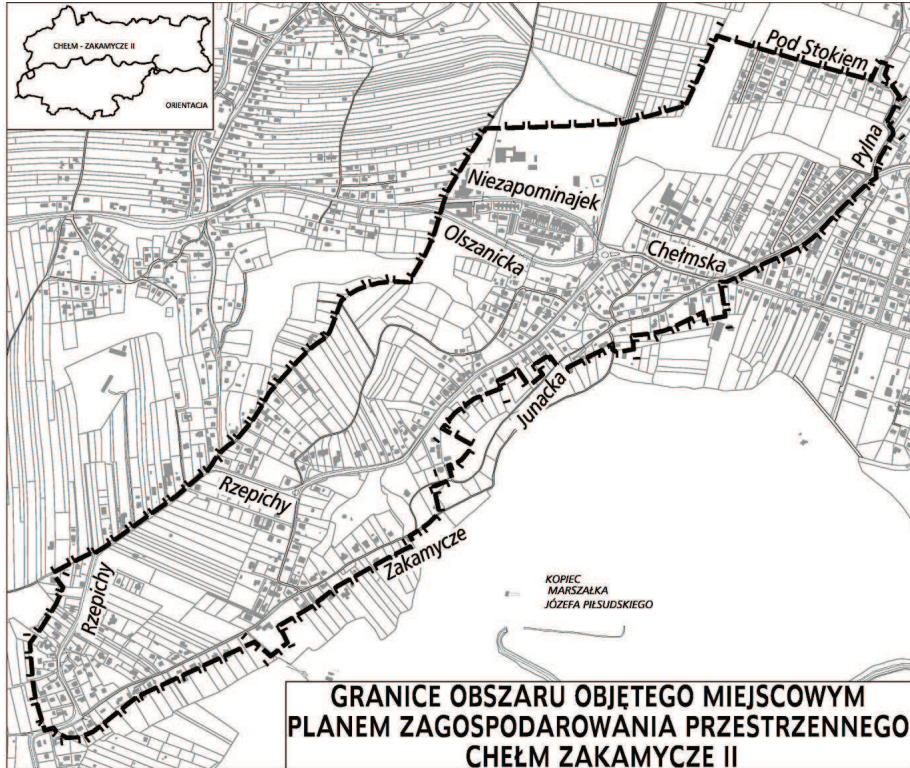 CHEŁM - ZAKAMYCZE II
ORIENTACJA
Pod Stokiem
Pylna
Niezapominajek
Olszanicka
Chełmska
Junacka
Rzepichy
Zakamycze
Rzepichy
KOPIEC
MARSZAŁKA
JÓZEFA PIŁSUDSKIEGO
GRANICE OBSZARU OBJĘTEGO MIEJSCOWYM
PLANEM ZAGOSPODAROWANIA PRZESTRZENNEGO
CHEŁM ZAKAMYCZE II